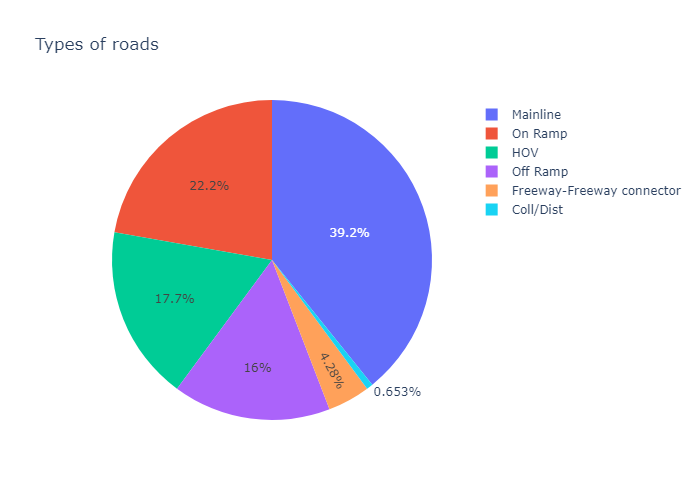 Types of roads
Mainline
On Ramp
HOV
Off Ramp
Freeway-Freeway connector
Coll/Dist
22.2%
39.2%
17.7%
16%
4.28%
0.653%